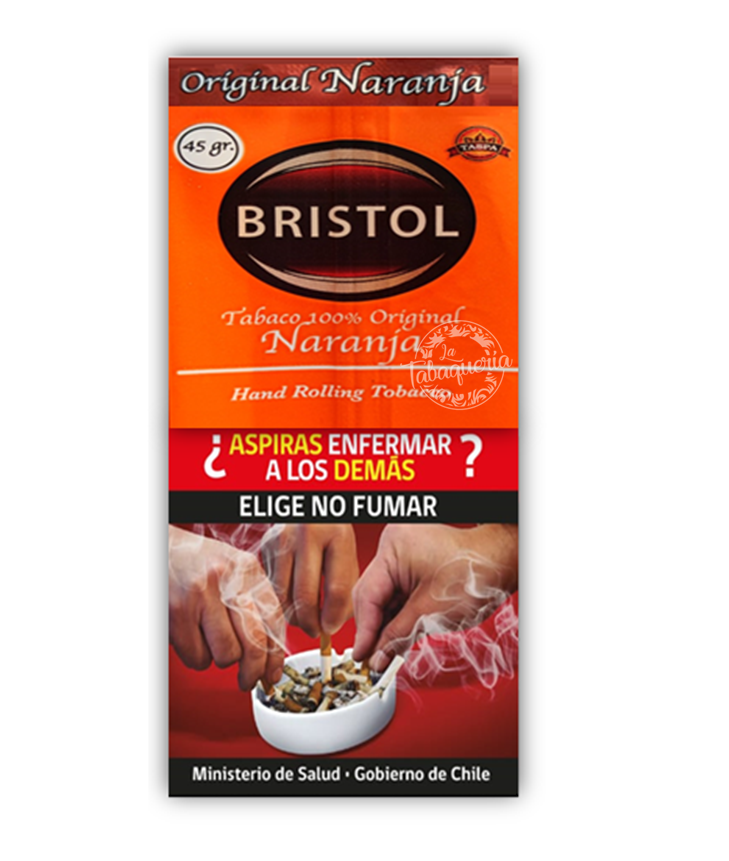 Original Naranja
45 gr.
TASPA
BRISTOL
Tabaco 100% Original
Naranja
La
Tabaquería
Hand Rolling Tobacco
¿ASPIRAS ENFERMAR
A LOS DEMÁS?
ELIGE NO FUMAR
Ministerio de Salud · Gobierno de Chile